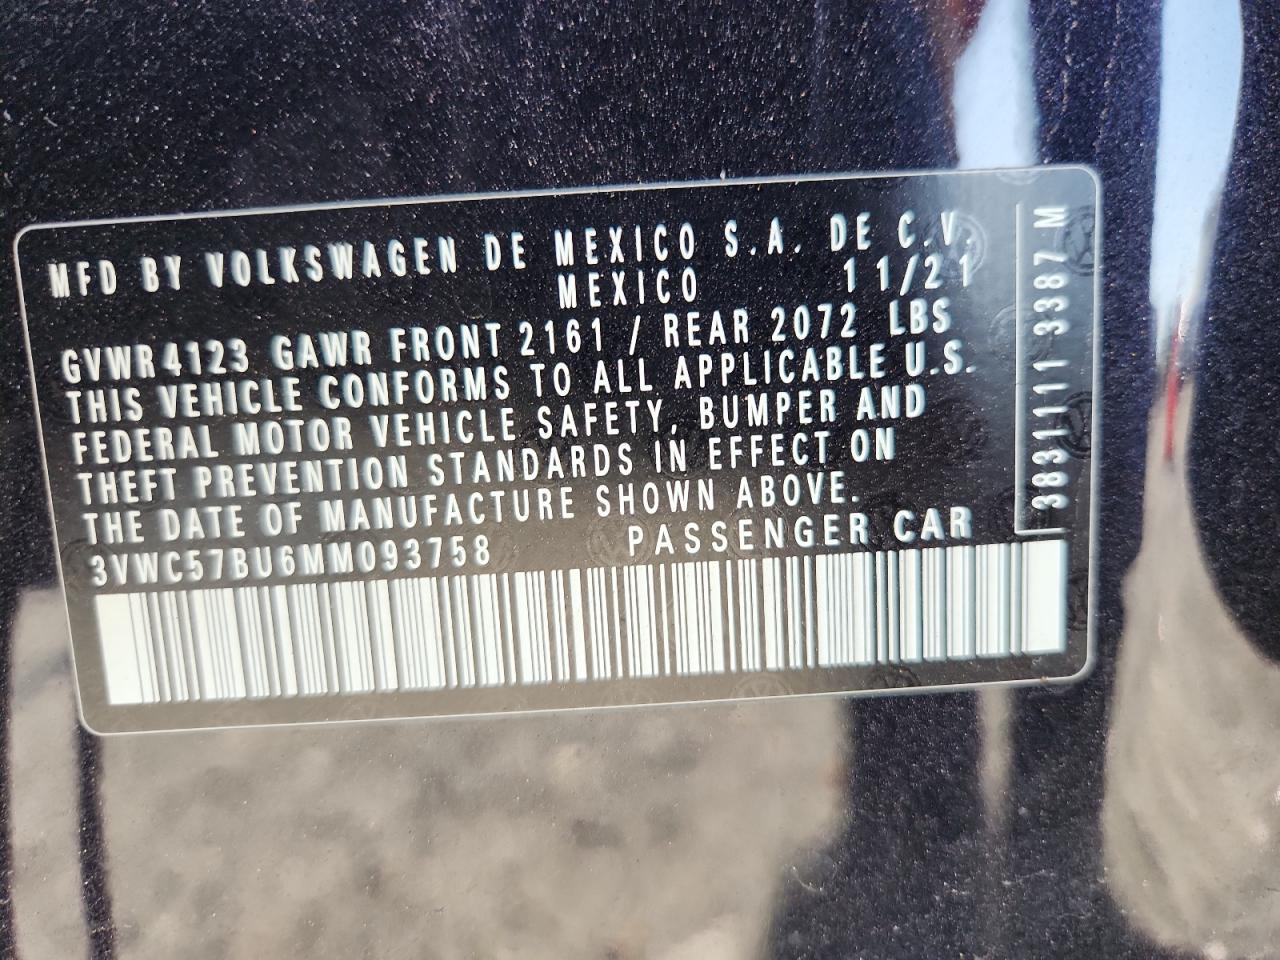 MFD BY VOLKSWAGEN DE MEXICO S.A. DE C.V.
MEXICO 11/21
GVWR 4123 GAWR FRONT 2161 / REAR 2072 LBS
THIS VEHICLE CONFORMS TO ALL APPLICABLE U.S.
FEDERAL MOTOR VEHICLE SAFETY, BUMPER AND
THEFT PREVENTION STANDARDS IN EFFECT ON
THE DATE OF MANUFACTURE SHOWN ABOVE.
3VWC57BU6MM093758 PASSENGER CAR
3831111 3387 M